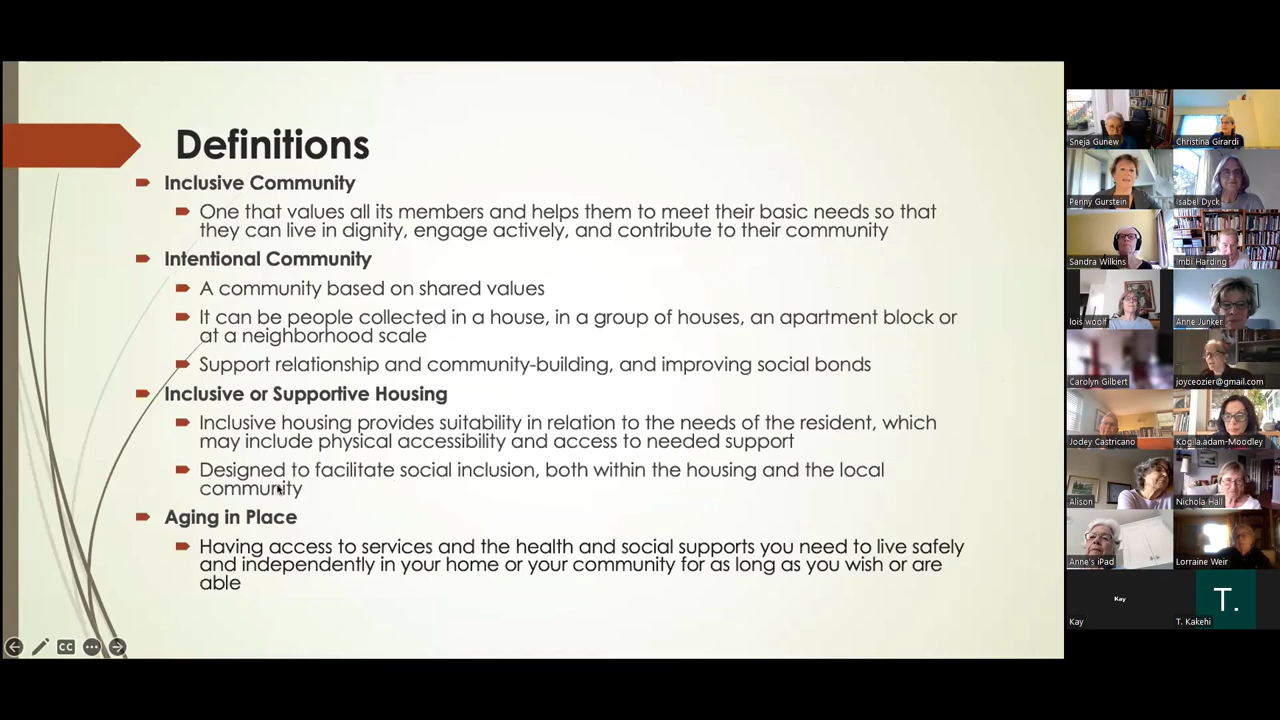 Definitions
Inclusive Community
One that values all its members and helps them to meet their basic needs so that
they can live in dignity, engage actively, and contribute to their community
Intentional Community
A community based on shared values
It can be people collected in a house, in a group of houses, an apartment block or
at a neighborhood scale
Support relationship and community-building, and improving social bonds
Inclusive or Supportive Housing
Inclusive housing provides suitability in relation to the needs of the resident, which
may include physical accessibility and access to needed support
Designed to facilitate social inclusion, both within the housing and the local
community
Aging in Place
Having access to services and the health and social supports you need to live safely
and independently in your home or your community for as long as you wish or are
able
CC
Sneja Gunew
Christina Girardi
Penny Gurstein
Isabel Dyck
Sandra Wilkins
Imbi Harding
lois woolf
Anne Junker
Carolyn Gilbert
joyceozier@gmail.com
Jodey Castricano
Kogila.adam-Moodley
Alison
Nichola Hall
Anne's iPad
Lorraine Weir
Kay
Kay
T.
T. Kakehi